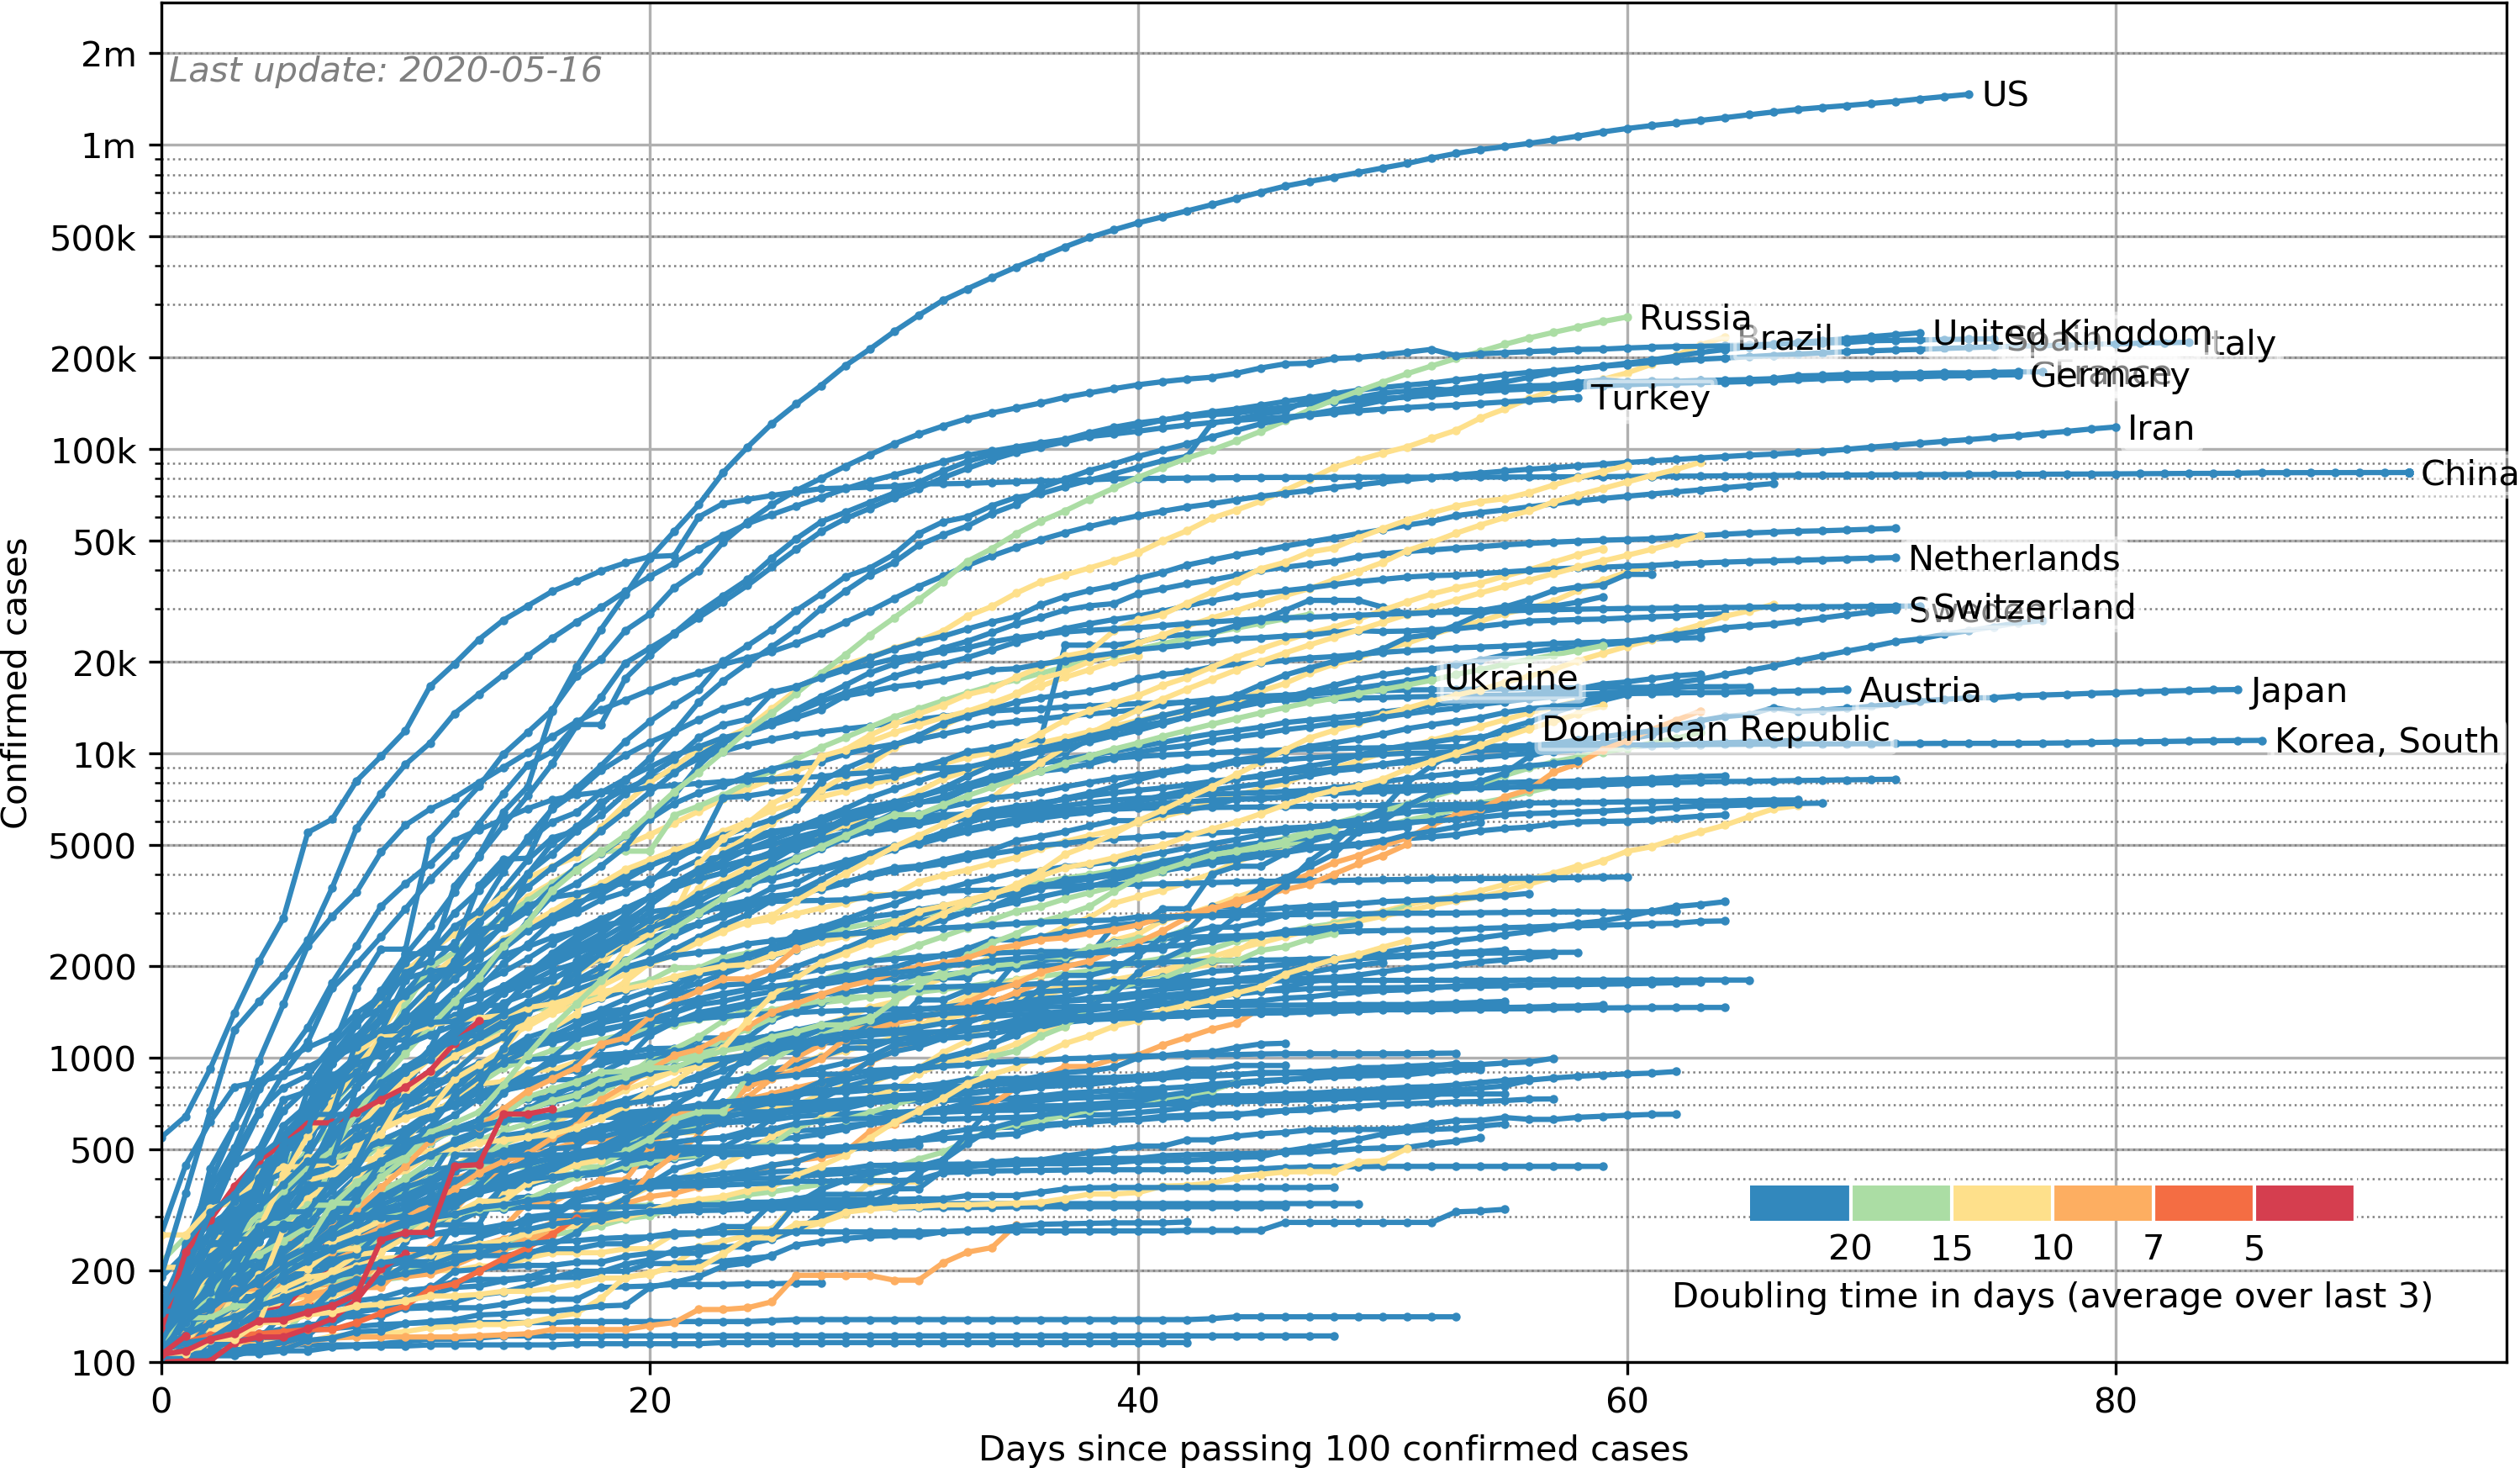 2m
Last update: 2020-05-16
US
1m
500k
Russia
Brazil
United Kingdom
Spain
Italy
200k
Germany
France
Turkey
Iran
100k
China
50k
Netherlands
Sweden
Switzerland
20k
Ukraine
Austria
Japan
Dominican Republic
10k
Korea, South
Confirmed cases
5000
2000
1000
500
200
100
20 15 10 7 5
Doubling time in days (average over last 3)
0 20 40 60 80
Days since passing 100 confirmed cases